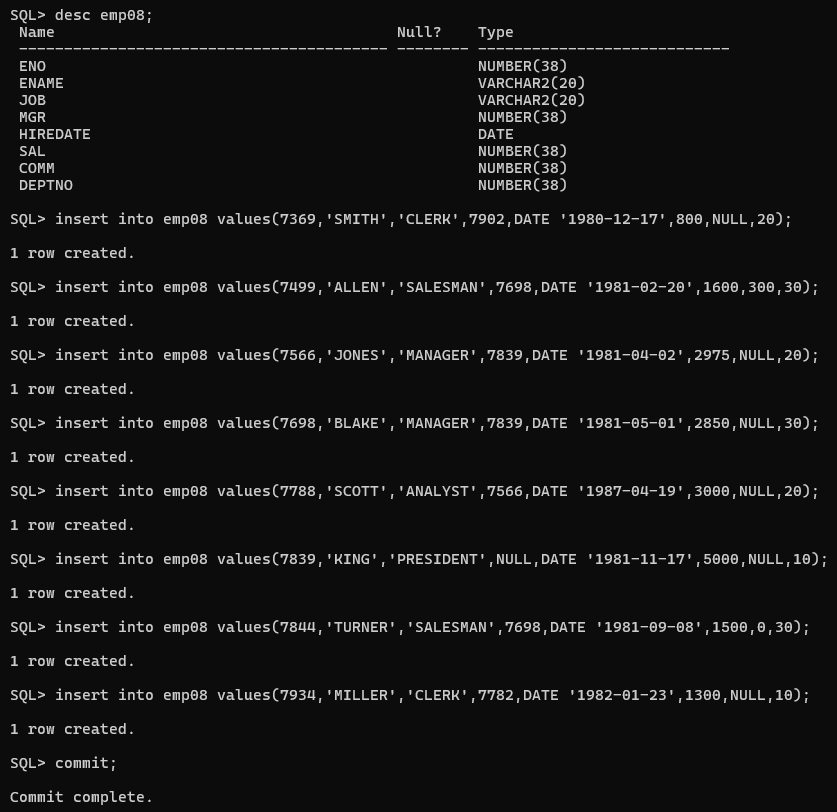 SQL> desc emp08;
 Name                                      Null?    Type
 ----------------------------------------- -------- ----------------------------
 ENO                                                NUMBER(38)
 ENAME                                              VARCHAR2(20)
 JOB                                                VARCHAR2(20)
 MGR                                                NUMBER(38)
 HIREDATE                                           DATE
 SAL                                                NUMBER(38)
 COMM                                               NUMBER(38)
 DEPTNO                                             NUMBER(38)

SQL> insert into emp08 values(7369,'SMITH','CLERK',7902,DATE '1980-12-17',800,NULL,20);

1 row created.

SQL> insert into emp08 values(7499,'ALLEN','SALESMAN',7698,DATE '1981-02-20',1600,300,30);

1 row created.

SQL> insert into emp08 values(7566,'JONES','MANAGER',7839,DATE '1981-04-02',2975,NULL,20);

1 row created.

SQL> insert into emp08 values(7698,'BLAKE','MANAGER',7839,DATE '1981-05-01',2850,NULL,30);

1 row created.

SQL> insert into emp08 values(7788,'SCOTT','ANALYST',7566,DATE '1987-04-19',3000,NULL,20);

1 row created.

SQL> insert into emp08 values(7839,'KING','PRESIDENT',NULL,DATE '1981-11-17',5000,NULL,10);

1 row created.

SQL> insert into emp08 values(7844,'TURNER','SALESMAN',7698,DATE '1981-09-08',1500,0,30);

1 row created.

SQL> insert into emp08 values(7934,'MILLER','CLERK',7782,DATE '1982-01-23',1300,NULL,10);

1 row created.

SQL> commit;

Commit complete.